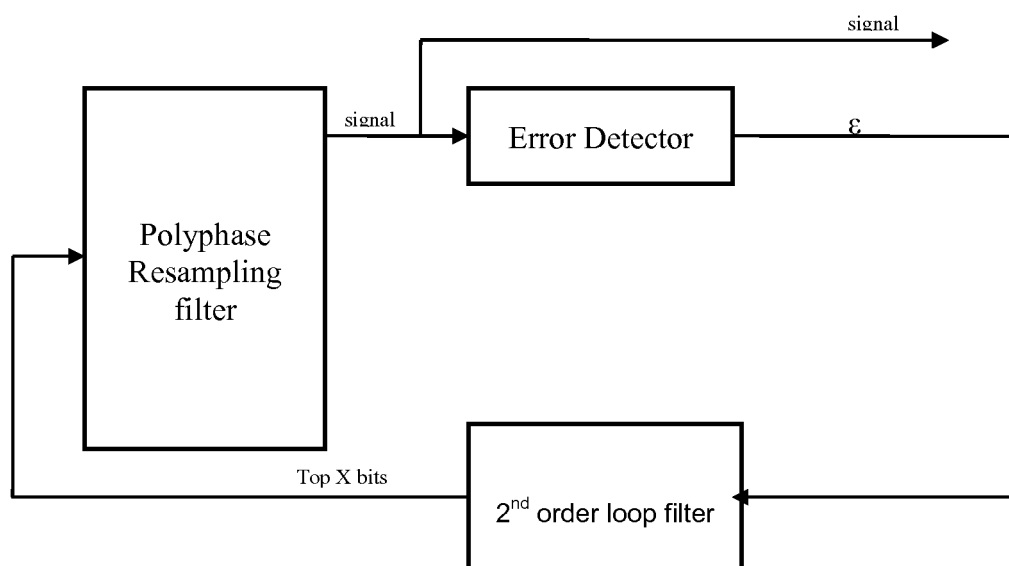 signal
signal
Error Detector
ε
Polyphase
Resampling
filter
Top X bits
2nd order loop filter